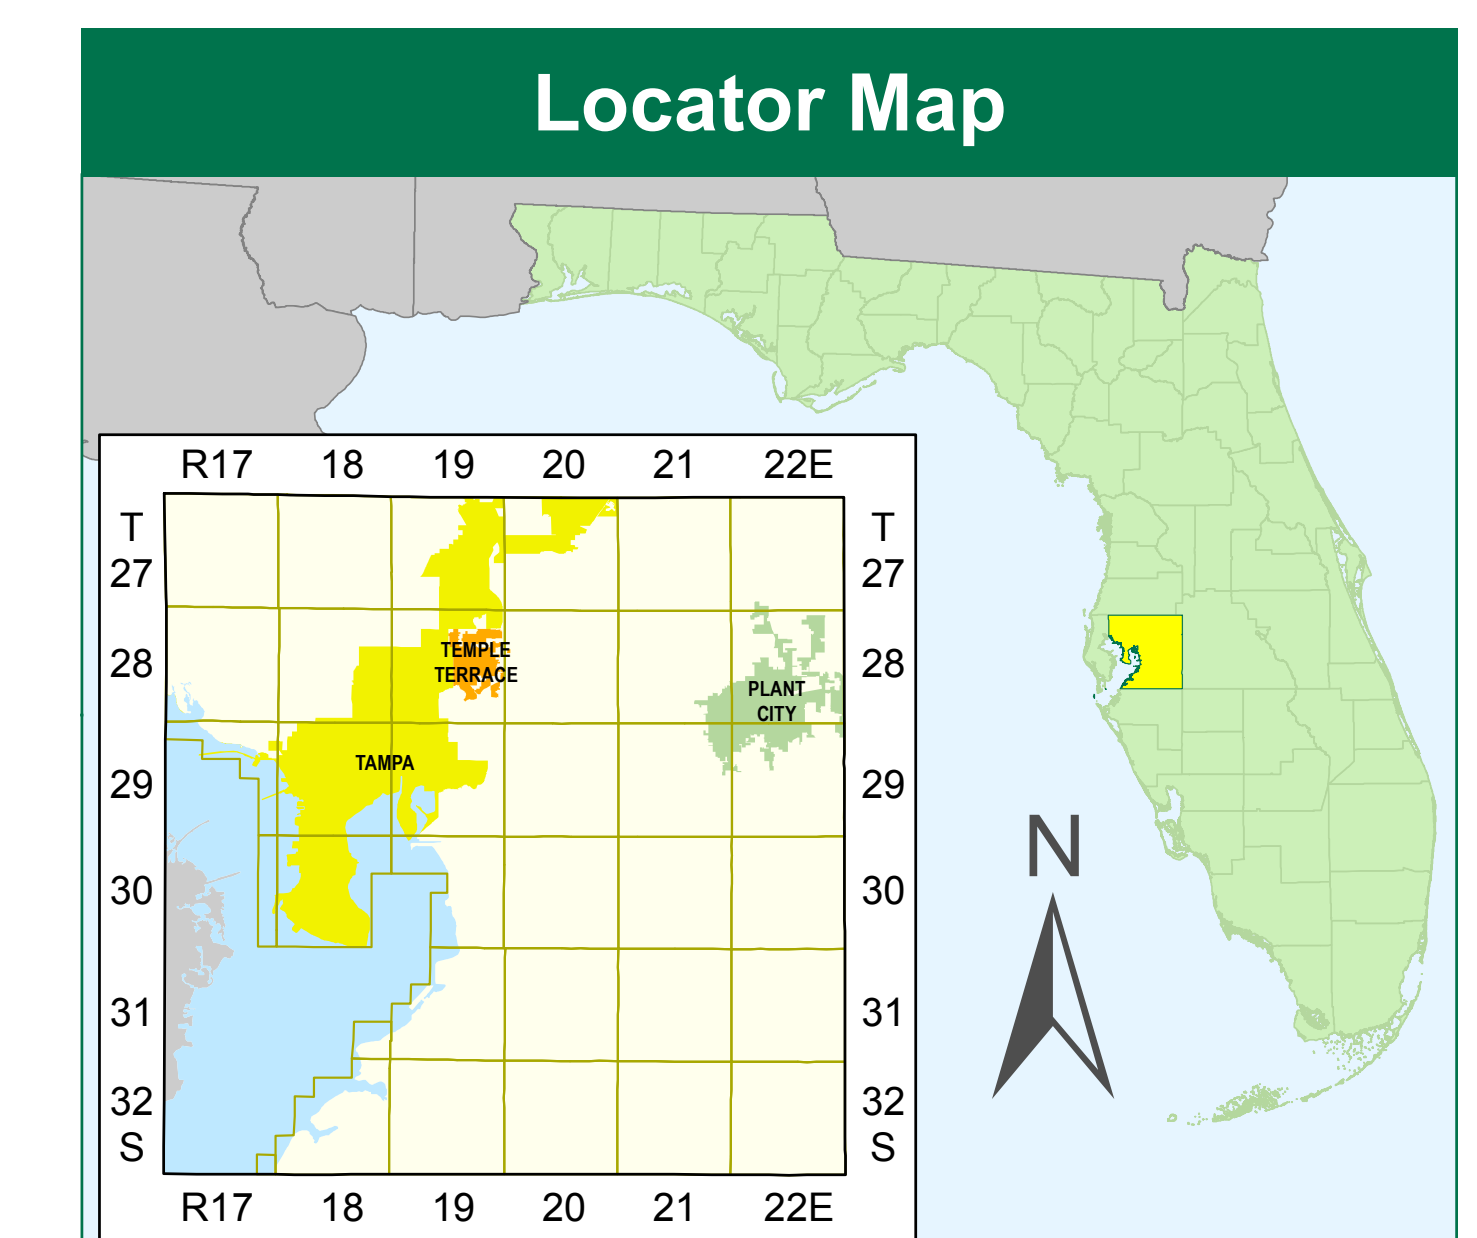 Locator Map
R17 18 19 20 21 22E
T T
27 27
28 28
TEMPLE
TERRACE
PLANT
CITY
TAMPA
29 29
N
30 30
31 31
32 32
S S
R17 18 19 20 21 22E